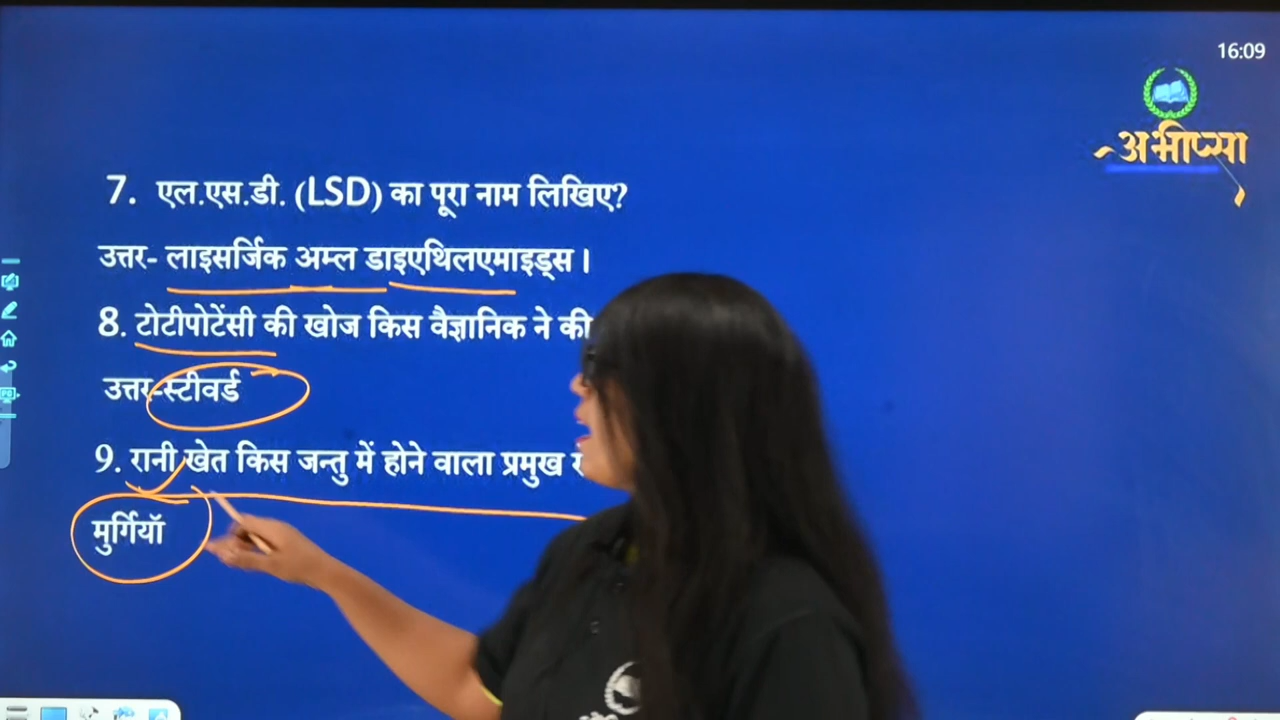 16:09
अभीप्सा
7. एल.एस.डी. (LSD) का पूरा नाम लिखिए?
उत्तर- लाइसर्जिक अम्ल डाइएथिलएमाइड्स ।
8. टोटीपोटेंसी की खोज किस वैज्ञानिक ने की
उत्तर-स्टीवर्ड
9. रानी खेत किस जन्तु में होने वाला प्रमुख
मुर्गियॉ